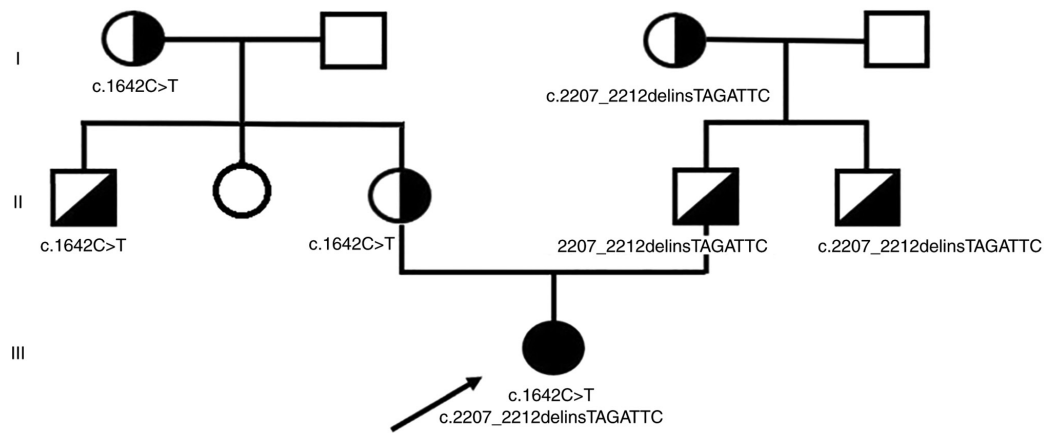 I
c.1642C>T
c.2207_2212delinsTAGATTC
II
c.1642C>T
c.1642C>T
2207_2212delinsTAGATTC
c.2207_2212delinsTAGATTC
III
c.1642C>T
c.2207_2212delinsTAGATTC